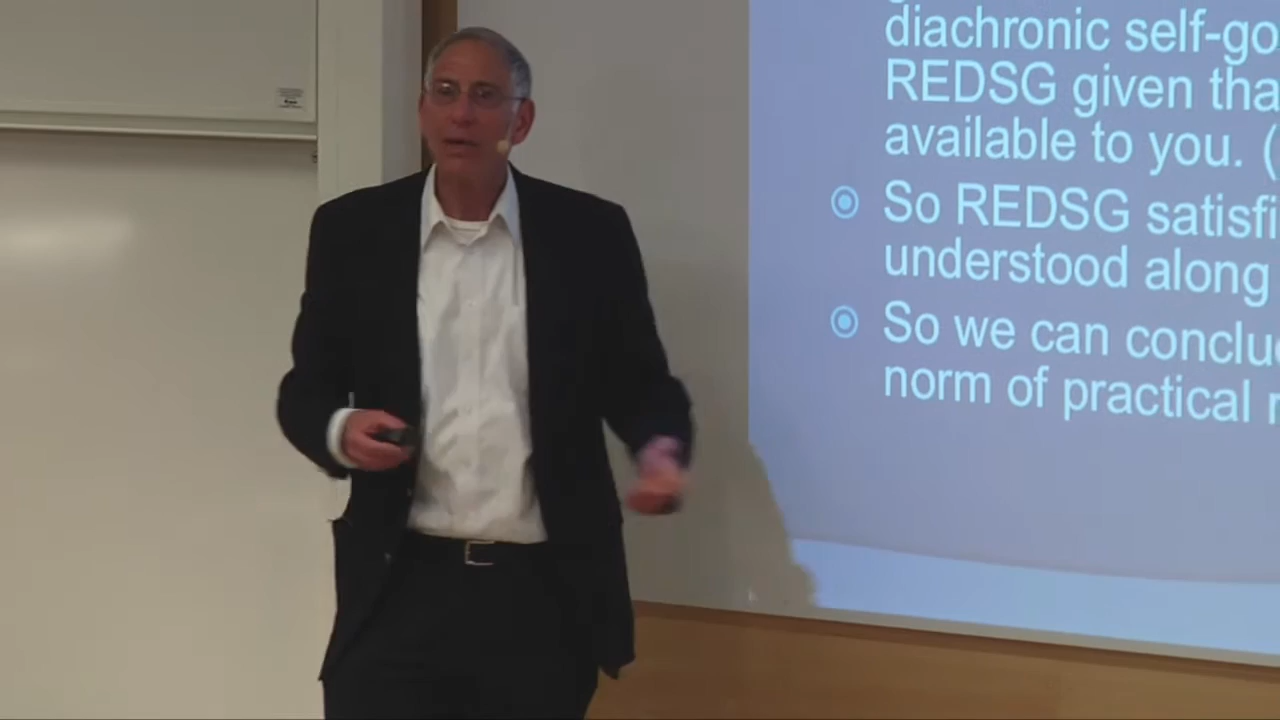 diachronic self-go
REDSG given tha
available to you. (
So REDSG satisfi
understood along
So we can conclu
norm of practical r